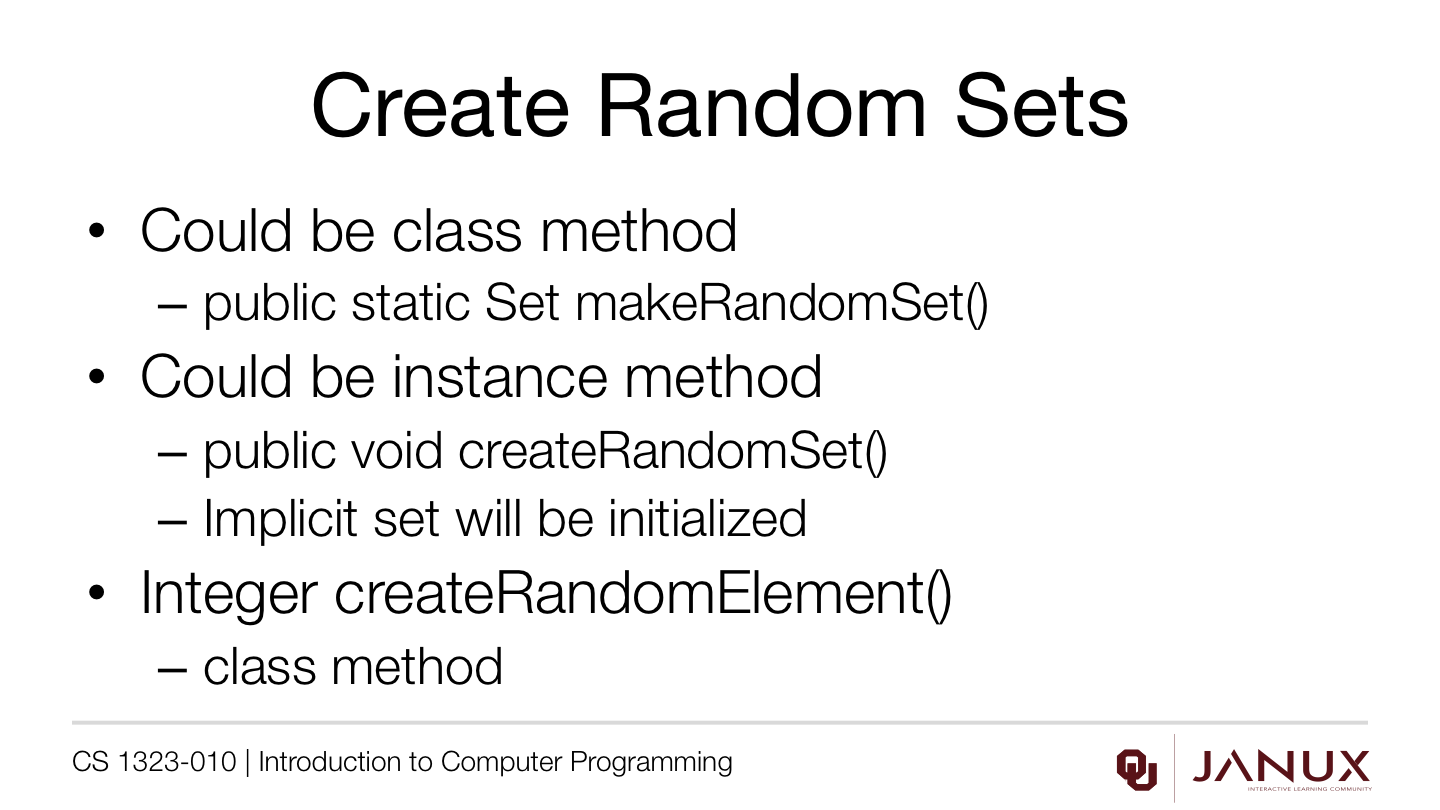 Create Random Sets
• Could be class method
– public static Set makeRandomSet()
• Could be instance method
– public void createRandomSet()
– Implicit set will be initialized
• Integer createRandomElement()
– class method
CS 1323-010 | Introduction to Computer Programming
OU
JANUX
INTERACTIVE LEARNING COMMUNITY